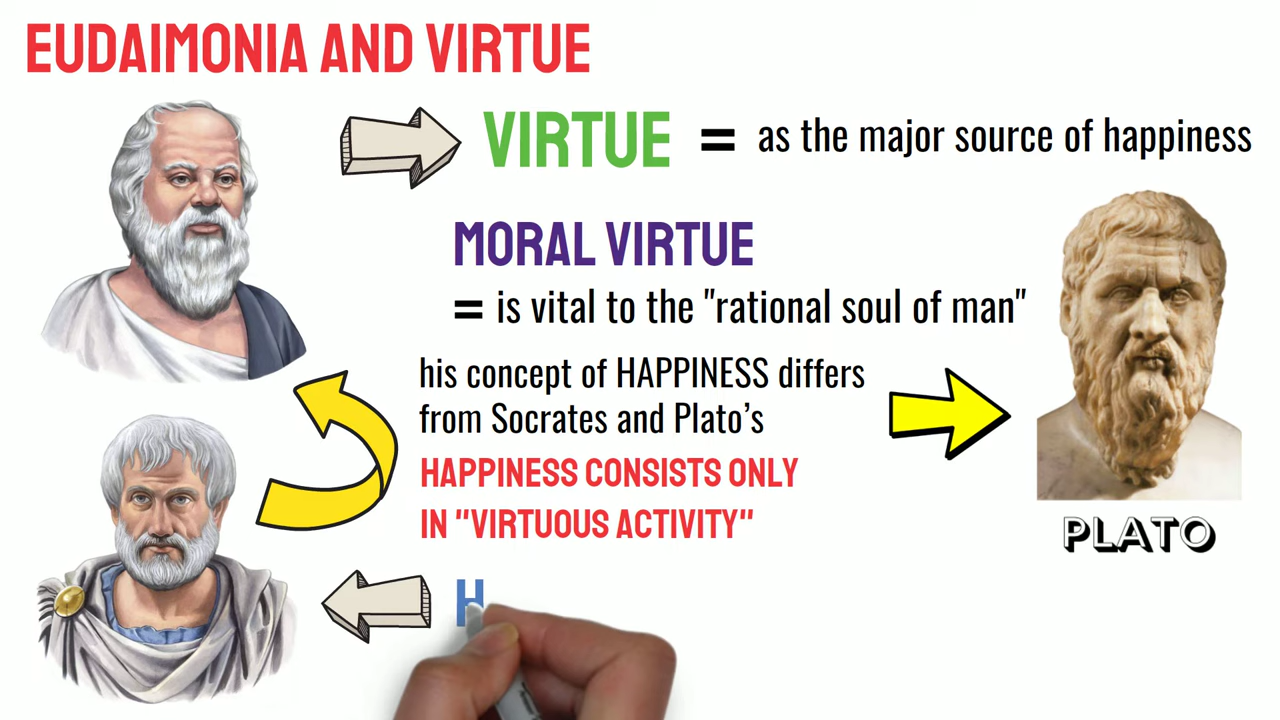 EUDAIMONIA AND VIRTUE
VIRTUE = as the major source of happiness
MORAL VIRTUE
= is vital to the "rational soul of man"
his concept of HAPPINESS differs
from Socrates and Plato's
HAPPINESS CONSISTS ONLY
IN "VIRTUOUS ACTIVITY"
PLATO
H